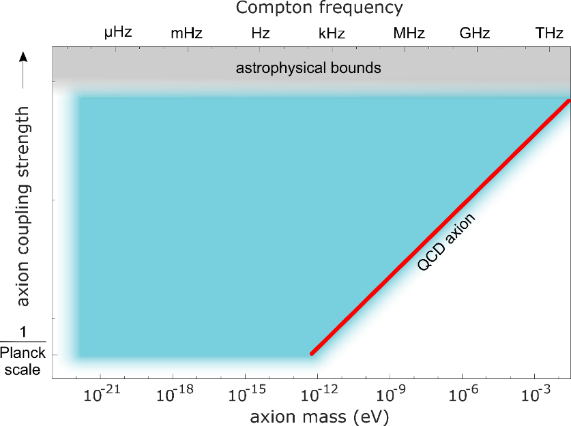 Compton frequency
μHz mHz Hz kHz MHz GHz THz
astrophysical bounds
axion coupling strength
QCD axion
1
Planck
scale
10⁻²¹ 10⁻¹⁸ 10⁻¹⁵ 10⁻¹² 10⁻⁹ 10⁻⁶ 10⁻³
axion mass (eV)